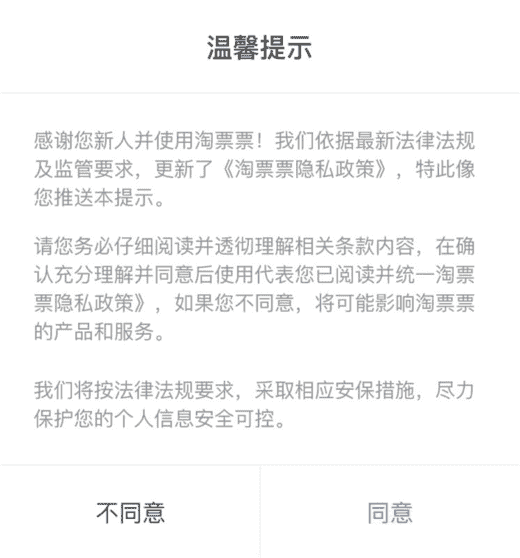 温馨提示
感谢您新人并使用淘票票！我们依据最新法律法规
及监管要求，更新了《淘票票隐私政策》，特此像
您推送本提示。
请您务必仔细阅读并透彻理解相关条款内容，在确
认充分理解并同意后使用代表您已阅读并统一淘票
票隐私政策》，如果您不同意，将可能影响淘票票
的产品和服务。
我们将按法律法规要求，采取相应安保措施，尽力
保护您的个人信息安全可控。
不同意
同意